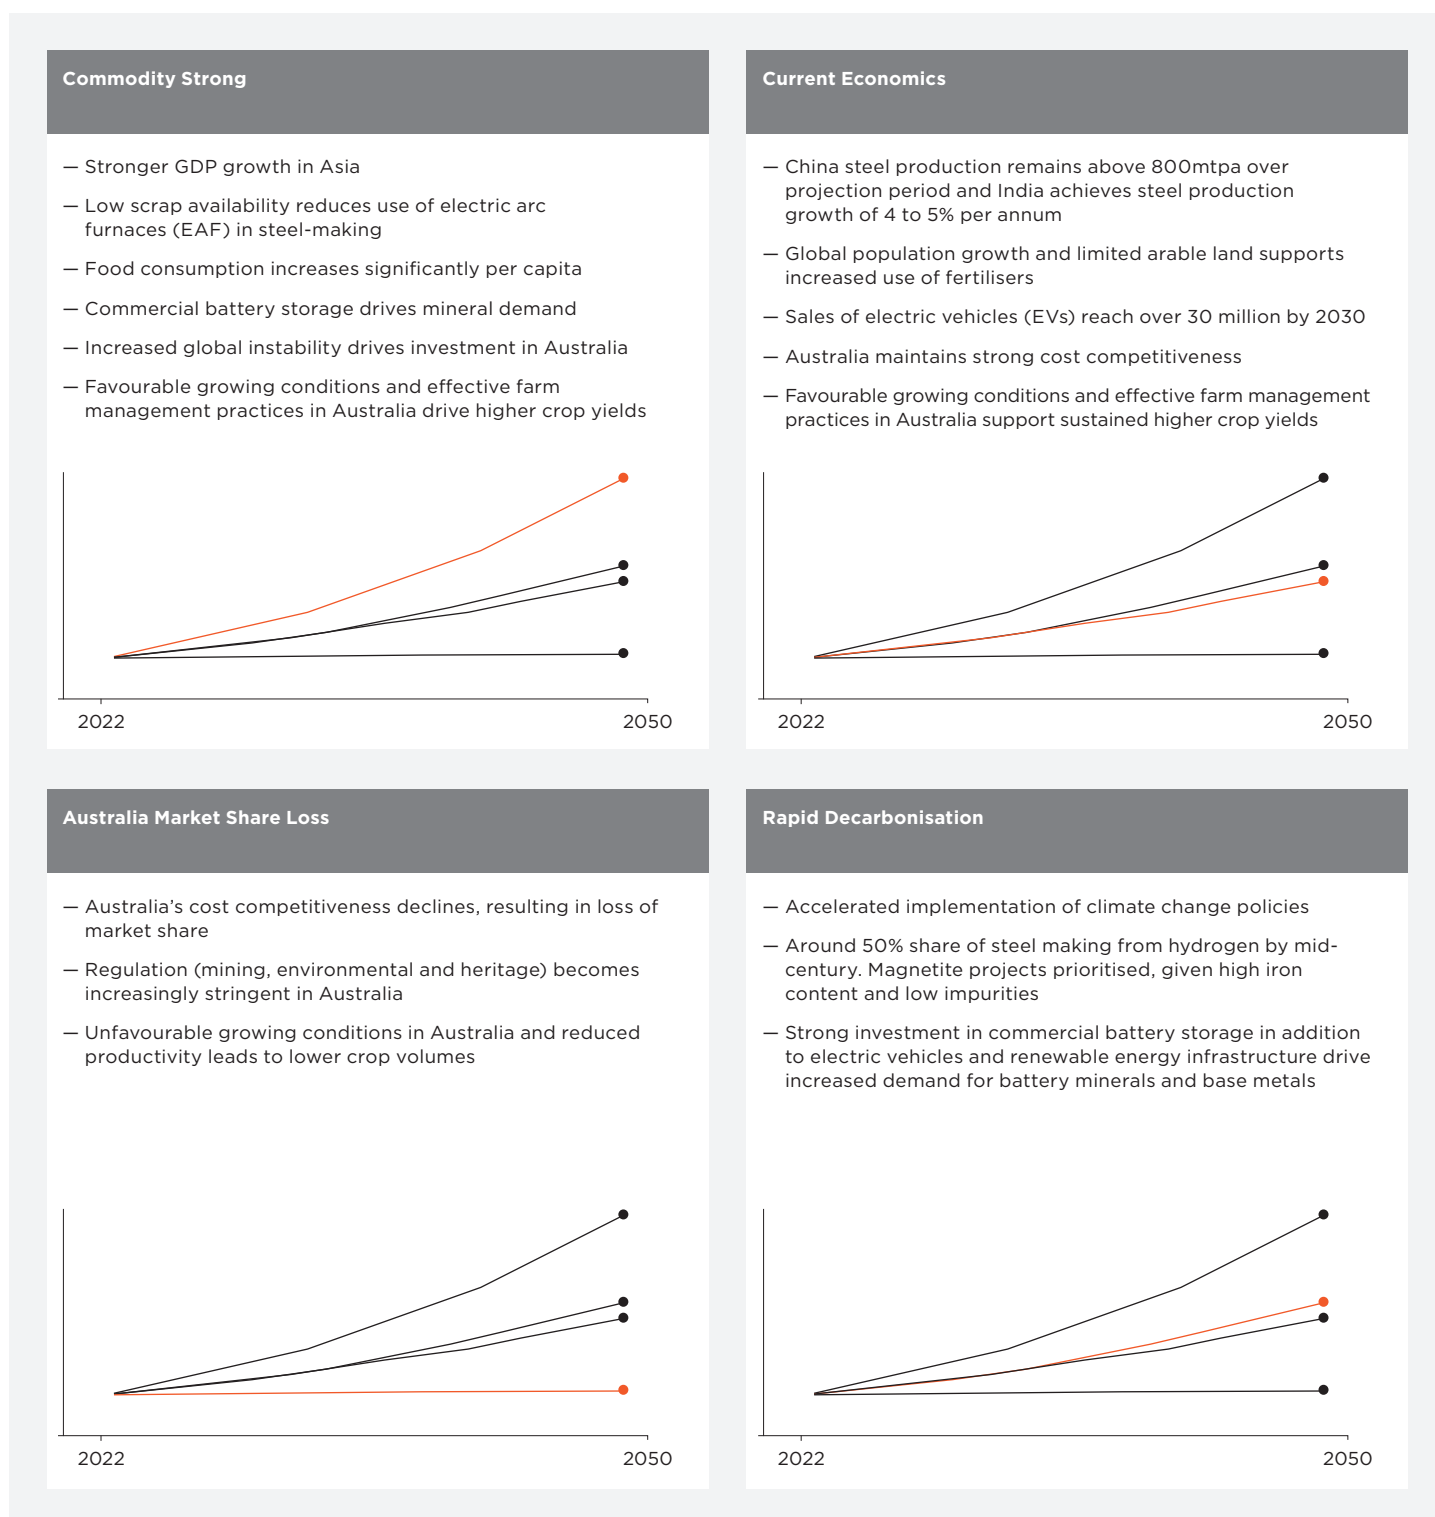 Commodity Strong
— Stronger GDP growth in Asia
— Low scrap availability reduces use of electric arc
furnaces (EAF) in steel-making
— Food consumption increases significantly per capita
— Commercial battery storage drives mineral demand
— Increased global instability drives investment in Australia
— Favourable growing conditions and effective farm
management practices in Australia drive higher crop yields
2022
2050
Current Economics
— China steel production remains above 800mtpa over
projection period and India achieves steel production
growth of 4 to 5% per annum
— Global population growth and limited arable land supports
increased use of fertilisers
— Sales of electric vehicles (EVs) reach over 30 million by 2030
— Australia maintains strong cost competitiveness
— Favourable growing conditions and effective farm management
practices in Australia support sustained higher crop yields
2022
2050
Australia Market Share Loss
— Australia’s cost competitiveness declines, resulting in loss of
market share
— Regulation (mining, environmental and heritage) becomes
increasingly stringent in Australia
— Unfavourable growing conditions in Australia and reduced
productivity leads to lower crop volumes
2022
2050
Rapid Decarbonisation
— Accelerated implementation of climate change policies
— Around 50% share of steel making from hydrogen by mid-
century. Magnetite projects prioritised, given high iron
content and low impurities
— Strong investment in commercial battery storage in addition
to electric vehicles and renewable energy infrastructure drive
increased demand for battery minerals and base metals
2022
2050